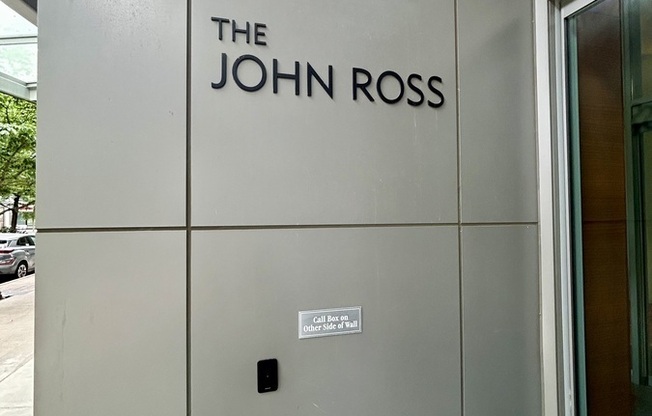 THE
JOHN ROSS
Call Box on
Other Side of Wall